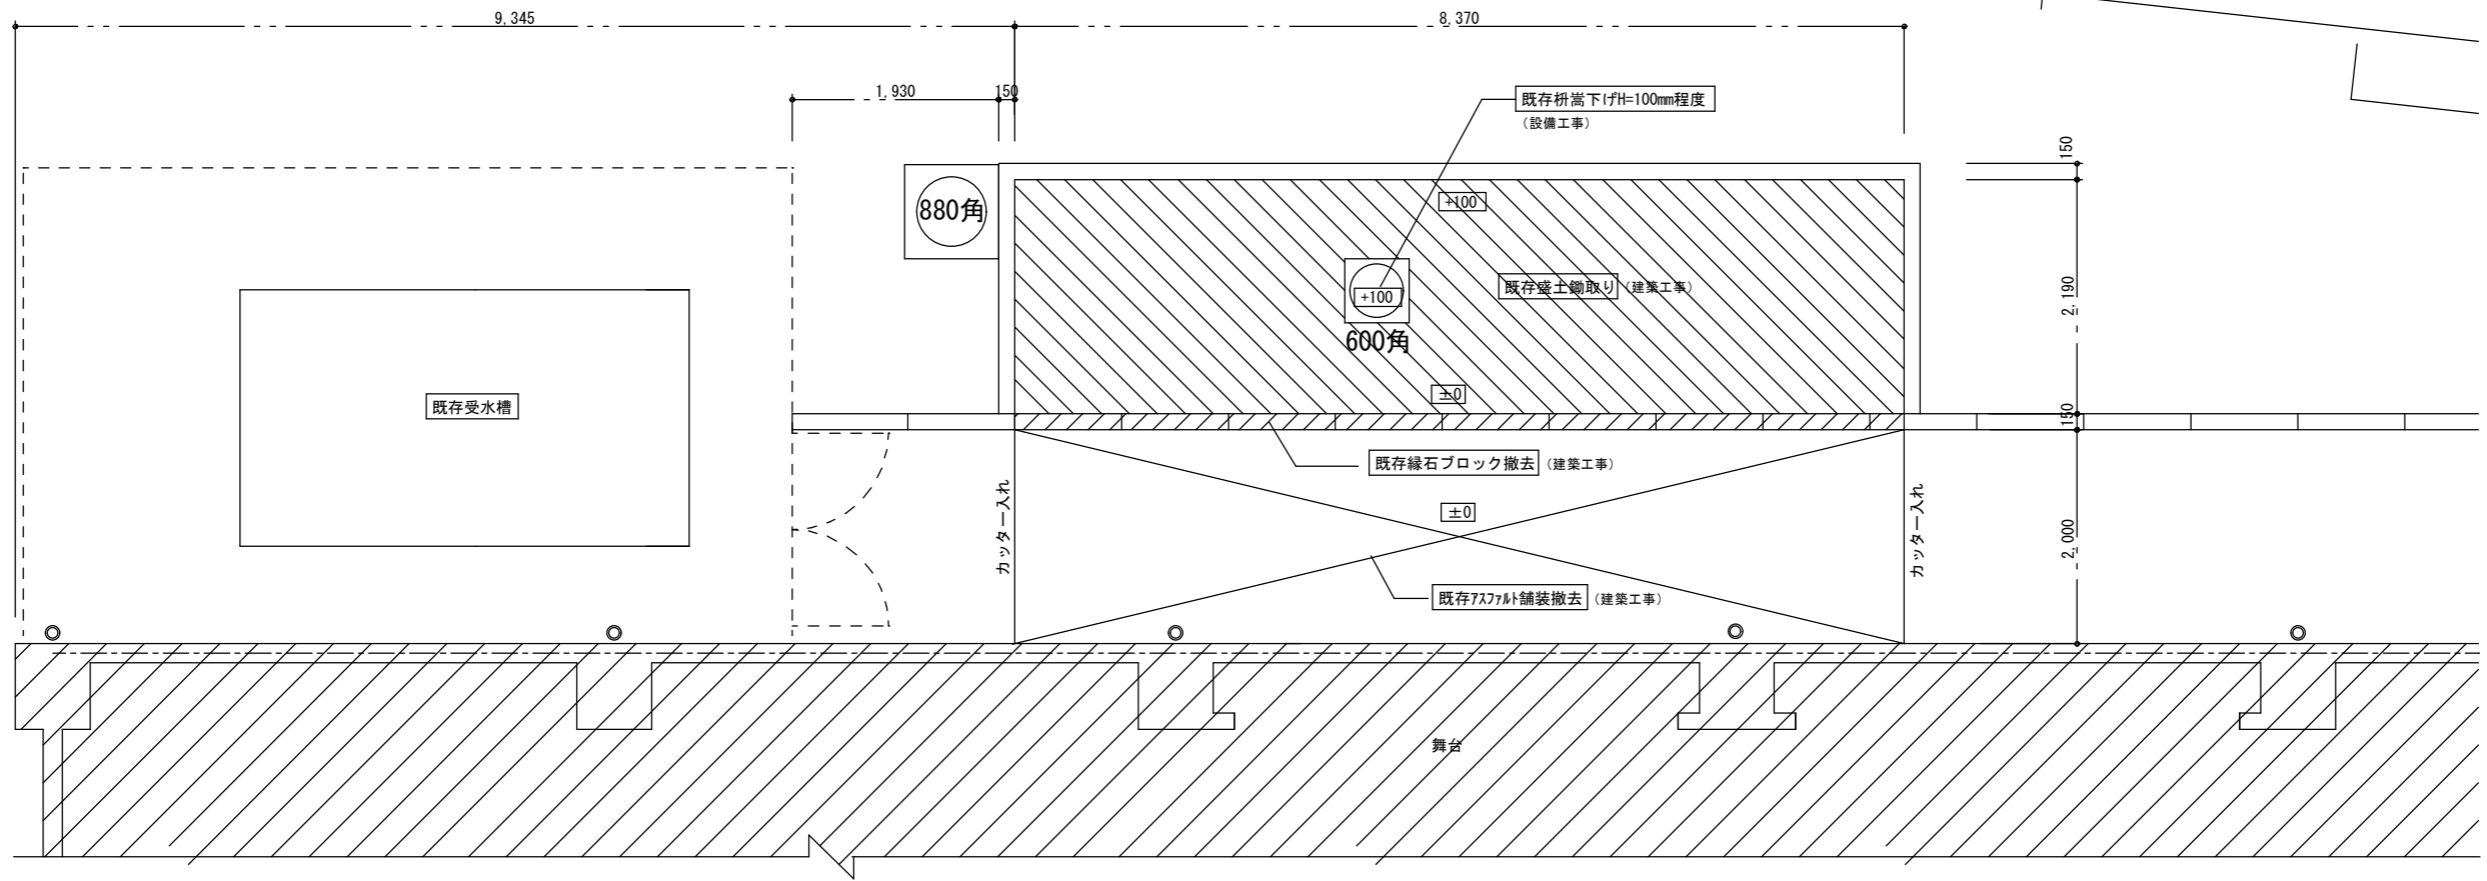 9,345
8,370
1,930
150
既存枡嵩下げH=100mm程度
（設備工事）
150
880角
+100
既存盛土鋤取り（建築工事）
+100
2,190
600角
±0
既存受水槽
150
既存縁石ブロック撤去（建築工事）
カッター入れ
±0
カッター入れ
2,000
既存ｱｽﾌｧﾙﾄ舗装撤去（建築工事）
舞台